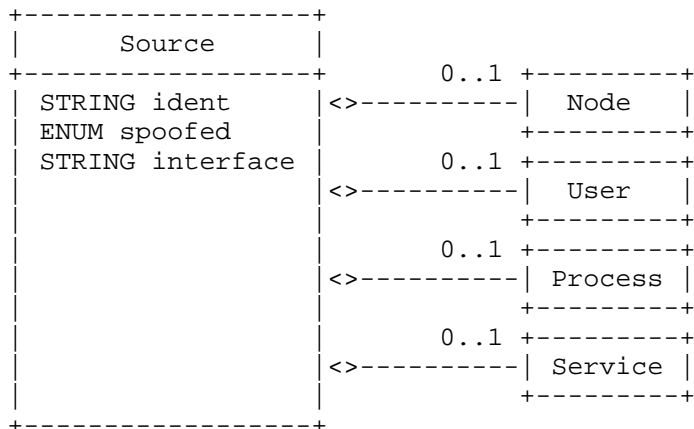 +------------------+
|      Source      |
+------------------+       0..1 +---------+
| STRING ident     |<>----------|  Node   |
| ENUM spoofed     |            +---------+
| STRING interface |       0..1 +---------+
|                  |<>----------|  User   |
|                  |            +---------+
|                  |       0..1 +---------+
|                  |<>----------| Process |
|                  |            +---------+
|                  |       0..1 +---------+
|                  |<>----------| Service |
|                  |            +---------+
+------------------+